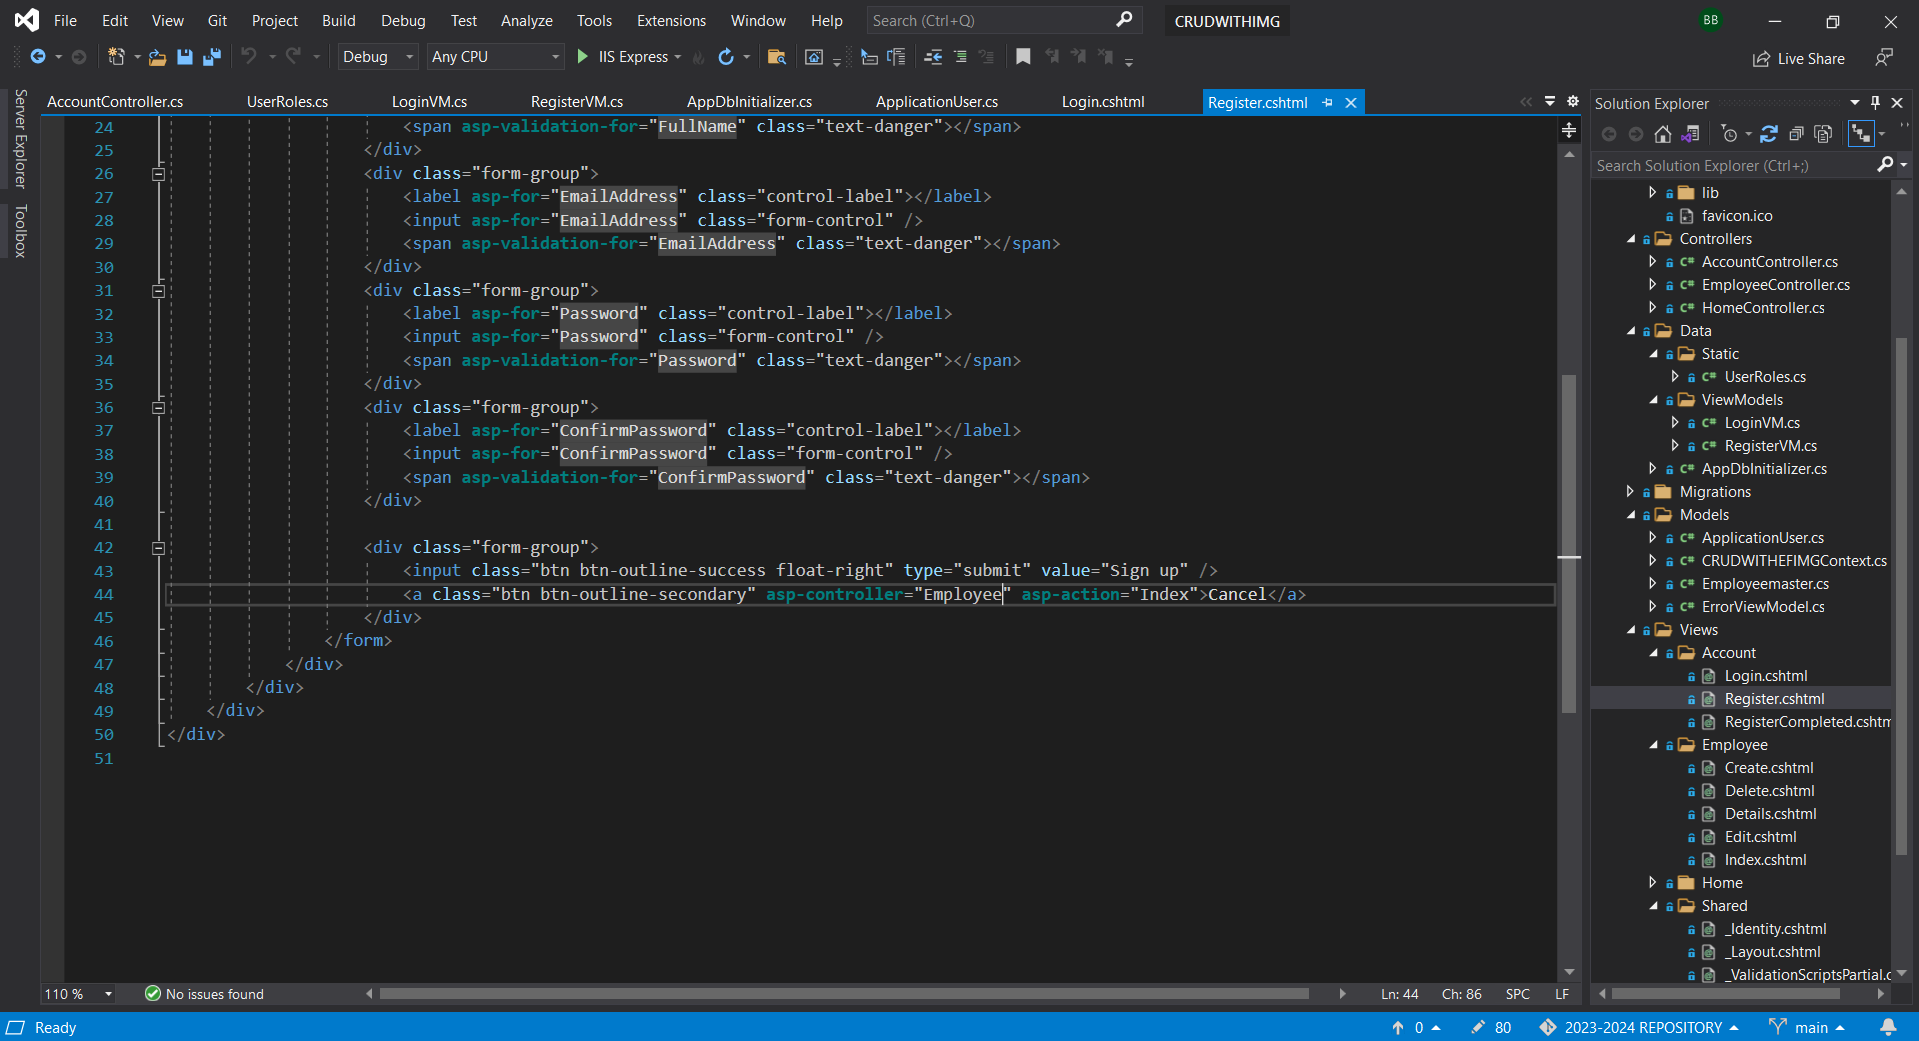 File Edit View Git Project Build Debug Test Analyze Tools Extensions Window Help Search (Ctrl+Q) CRUDWITHIMG BB
Debug Any CPU IIS Express Live Share
Server Explorer
Toolbox
AccountController.cs UserRoles.cs LoginVM.cs RegisterVM.cs AppDbInitializer.cs ApplicationUser.cs Login.cshtml Register.cshtml
24 <span asp-validation-for="FullName" class="text-danger"></span>
25 </div>
26 <div class="form-group">
27 <label asp-for="EmailAddress" class="control-label"></label>
28 <input asp-for="EmailAddress" class="form-control" />
29 <span asp-validation-for="EmailAddress" class="text-danger"></span>
30 </div>
31 <div class="form-group">
32 <label asp-for="Password" class="control-label"></label>
33 <input asp-for="Password" class="form-control" />
34 <span asp-validation-for="Password" class="text-danger"></span>
35 </div>
36 <div class="form-group">
37 <label asp-for="ConfirmPassword" class="control-label"></label>
38 <input asp-for="ConfirmPassword" class="form-control" />
39 <span asp-validation-for="ConfirmPassword" class="text-danger"></span>
40 </div>
41
42 <div class="form-group">
43 <input class="btn btn-outline-success float-right" type="submit" value="Sign up" />
44 <a class="btn btn-outline-secondary" asp-controller="Employee" asp-action="Index">Cancel</a>
45 </div>
46 </form>
47 </div>
48 </div>
49 </div>
50 </div>
51
110 % No issues found Ln: 44 Ch: 86 SPC LF
Solution Explorer
Search Solution Explorer (Ctrl+;)
lib
favicon.ico
Controllers
C# AccountController.cs
C# EmployeeController.cs
C# HomeController.cs
Data
Static
C# UserRoles.cs
ViewModels
C# LoginVM.cs
C# RegisterVM.cs
C# AppDbInitializer.cs
Migrations
Models
C# ApplicationUser.cs
C# CRUDWITHEFIMGContext.cs
C# Employeemaster.cs
C# ErrorViewModel.cs
Views
Account
Login.cshtml
Register.cshtml
RegisterCompleted.cshtm
Employee
Create.cshtml
Delete.cshtml
Details.cshtml
Edit.cshtml
Index.cshtml
Home
Shared
_Identity.cshtml
_Layout.cshtml
_ValidationScriptsPartial.c
Ready 0 80 2023-2024 REPOSITORY main